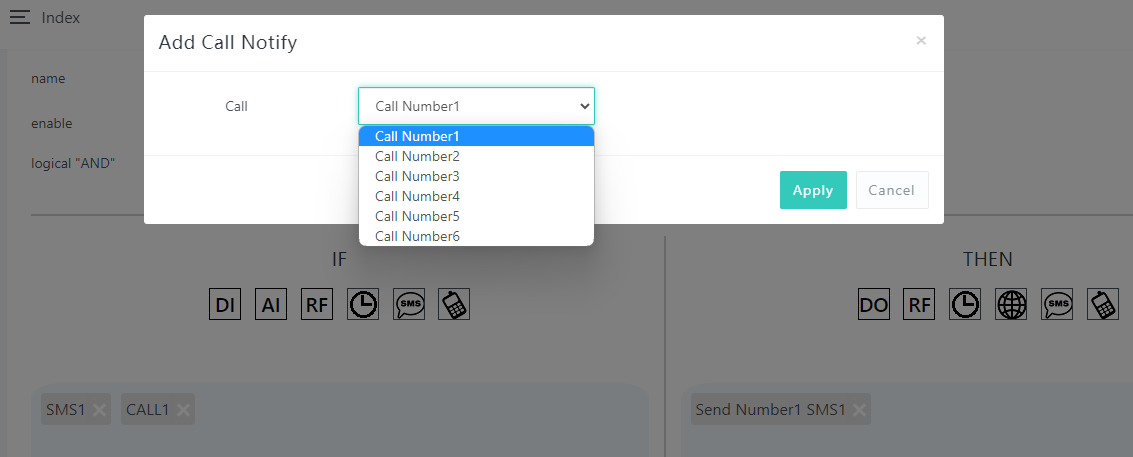 Index
Add Call Notify
×
name
Call
Call Number1
enable
Call Number1
Call Number2
logical "AND"
Call Number3
Call Number4
Call Number5
Call Number6
Apply
Cancel
IF
THEN
DI AI RF SMS
DO RF SMS
SMS1 × CALL1 ×
Send Number1 SMS1 ×